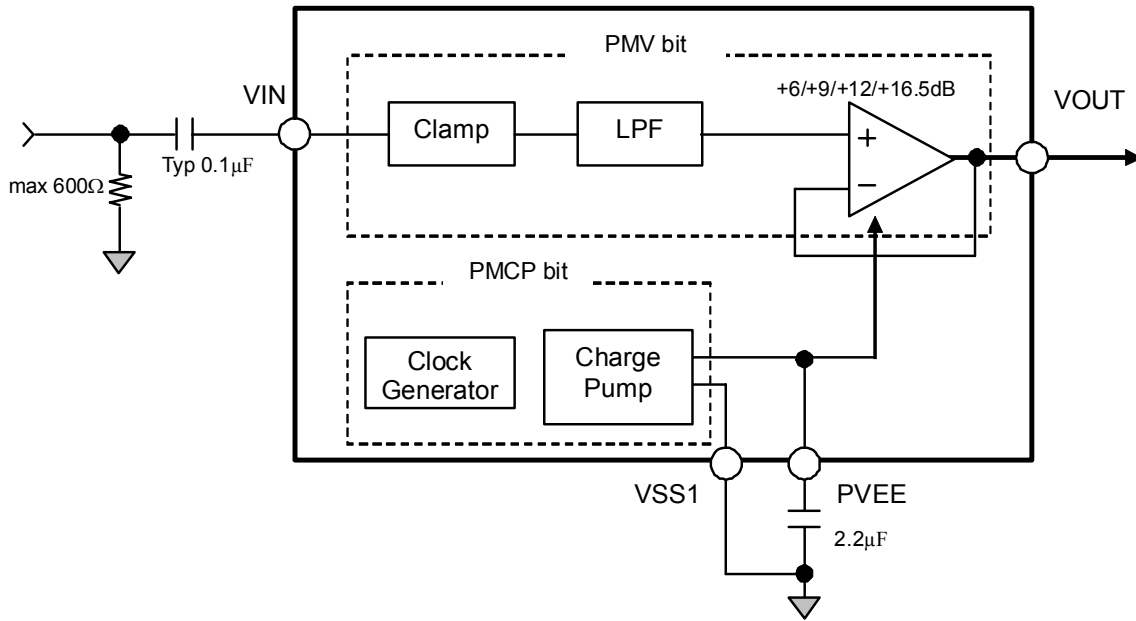 PMV bit
+6/+9/+12/+16.5dB
VIN
VOUT
Clamp
LPF
+
−
Typ 0.1μF
max 600Ω
PMCP bit
Clock
Generator
Charge
Pump
VSS1
PVEE
2.2μF